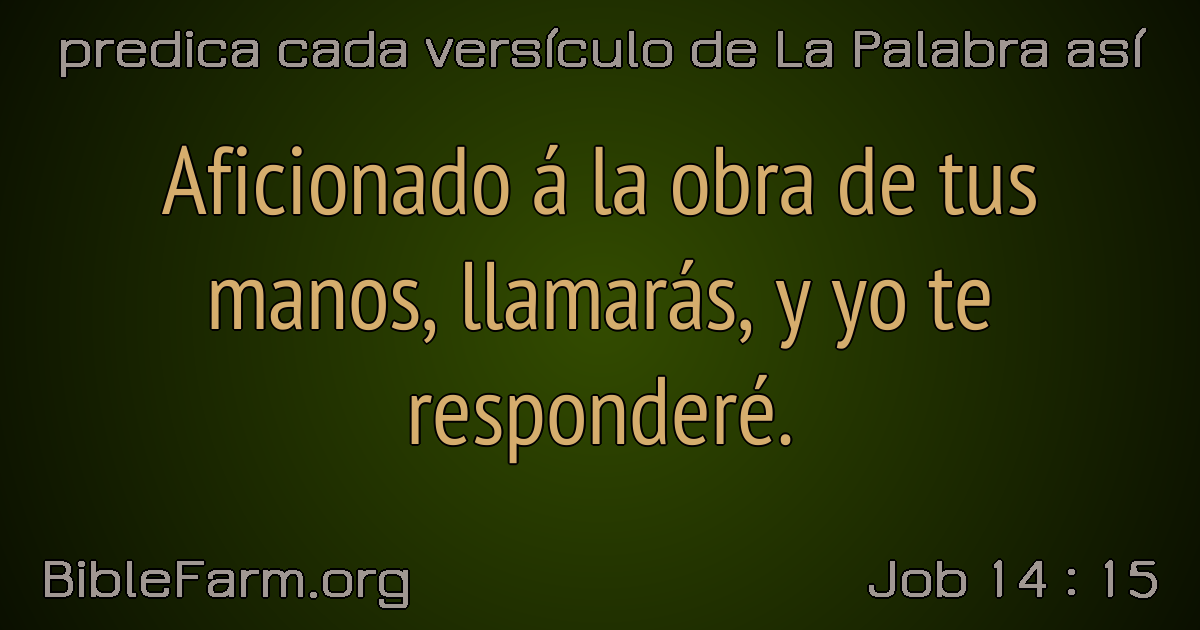 predica cada versículo de La Palabra así
Aficionado á la obra de tus
manos, llamarás, y yo te
responderé.
BibleFarm.org
Job 14 : 15